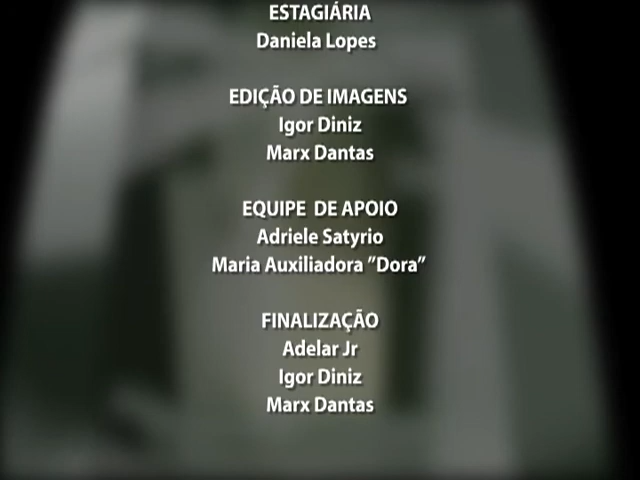 ESTAGIÁRIA
Daniela Lopes
EDIÇÃO DE IMAGENS
Igor Diniz
Marx Dantas
EQUIPE DE APOIO
Adriele Satyrio
Maria Auxiliadora ”Dora”
FINALIZAÇÃO
Adelar Jr
Igor Diniz
Marx Dantas